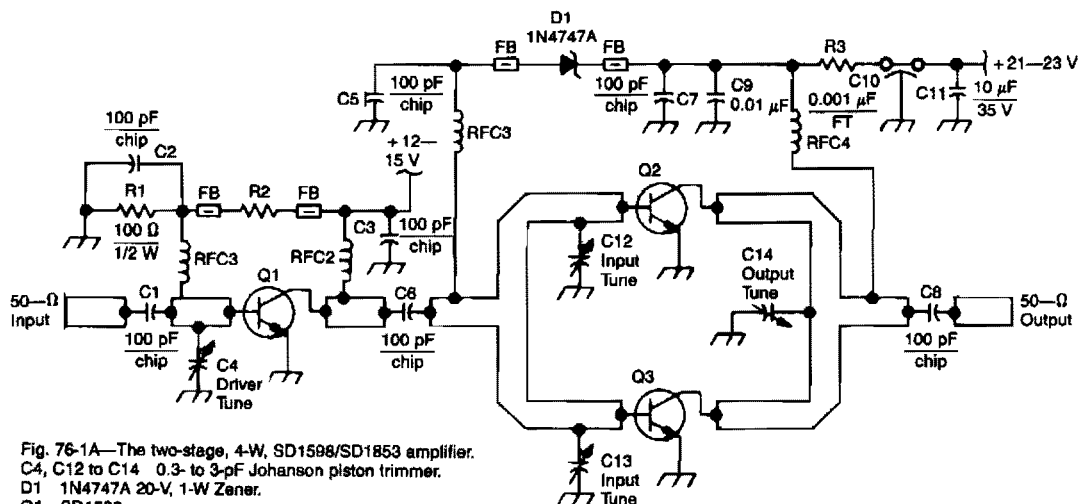 D1
1N4747A
FB
FB
R3
+21—23 V
C5
100 pF
chip
100 pF
chip
C7
C9
0.01 μF
C10
0.001 μF
FT
C11
10 μF
35 V
RFC3
RFC4
100 pF
chip
C2
+12—
15 V
R1
FB
R2
FB
100 Ω
1/2 W
C3
100 pF
chip
RFC3
RFC2
Q2
C12
Input
Tune
C14
Output
Tune
50—Ω
Input
C1
100 pF
chip
Q1
C6
100 pF
chip
C8
100 pF
chip
50—Ω
Output
C4
Driver
Tune
Q3
C13
Input
Tune
Fig. 76-1A—The two-stage, 4-W, SD1598/SD1853 amplifier.
C4, C12 to C14 0.3- to 3-pF Johanson piston trimmer.
D1 1N4747A 20-V, 1-W Zener.